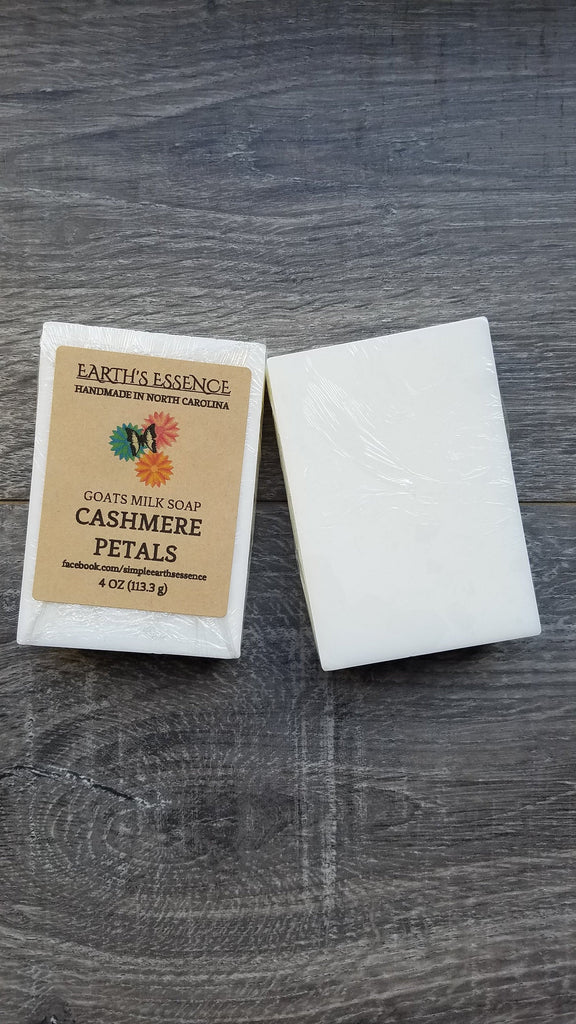 EARTH'S ESSENCE
HANDMADE IN NORTH CAROLINA
GOATS MILK SOAP
CASHMERE
PETALS
facebook.com/simpleearthsessence
4 OZ (113.3 g)